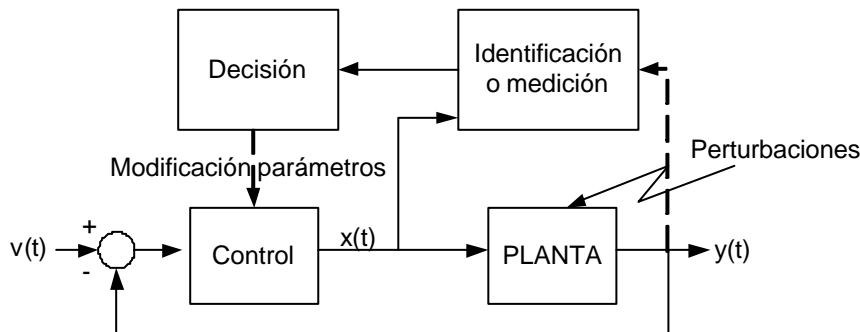 Decisión
Identificación
o medición
Modificación parámetros
Perturbaciones
v(t)
+
-
Control
x(t)
PLANTA
y(t)